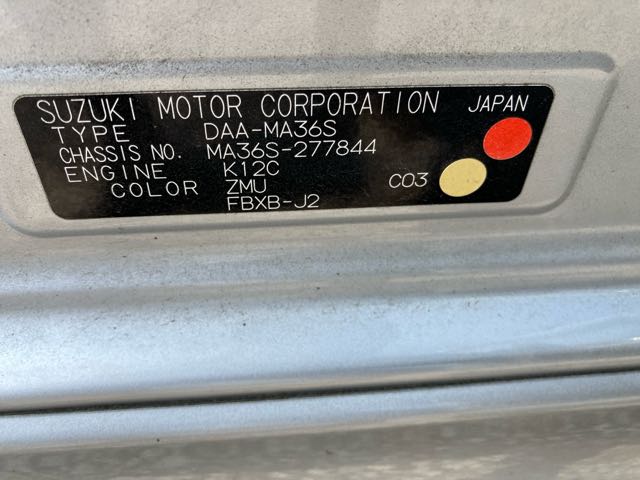 SUZUKI MOTOR CORPORATION JAPAN
TYPE DAA-MA36S
CHASSIS NO. MA36S-277844
ENGINE K12C
COLOR ZMU C03
FBXB-J2